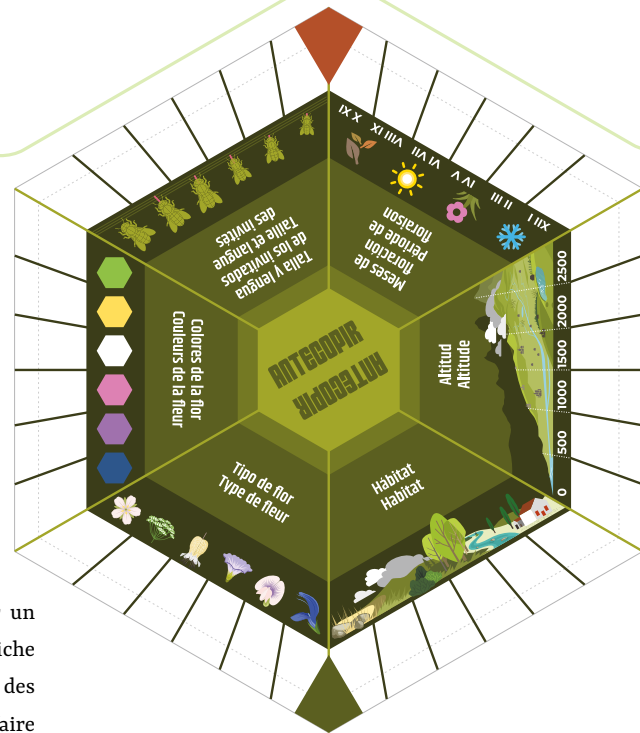 ANTECOPIR
ANTECOPIR
Talla y lengua
de los invitados
Taille et langue
des invités
Meses de
floración
période de
floraison
XII I
II III
IV V
VI VII
VIII IX
X XI
Altitud
Altitude
0 500 1000 1500 2000 2500
Hábitat
Habitat
Tipo de flor
Type de fleur
Colores de la flor
Couleurs de la fleur
un
iche
des
aire